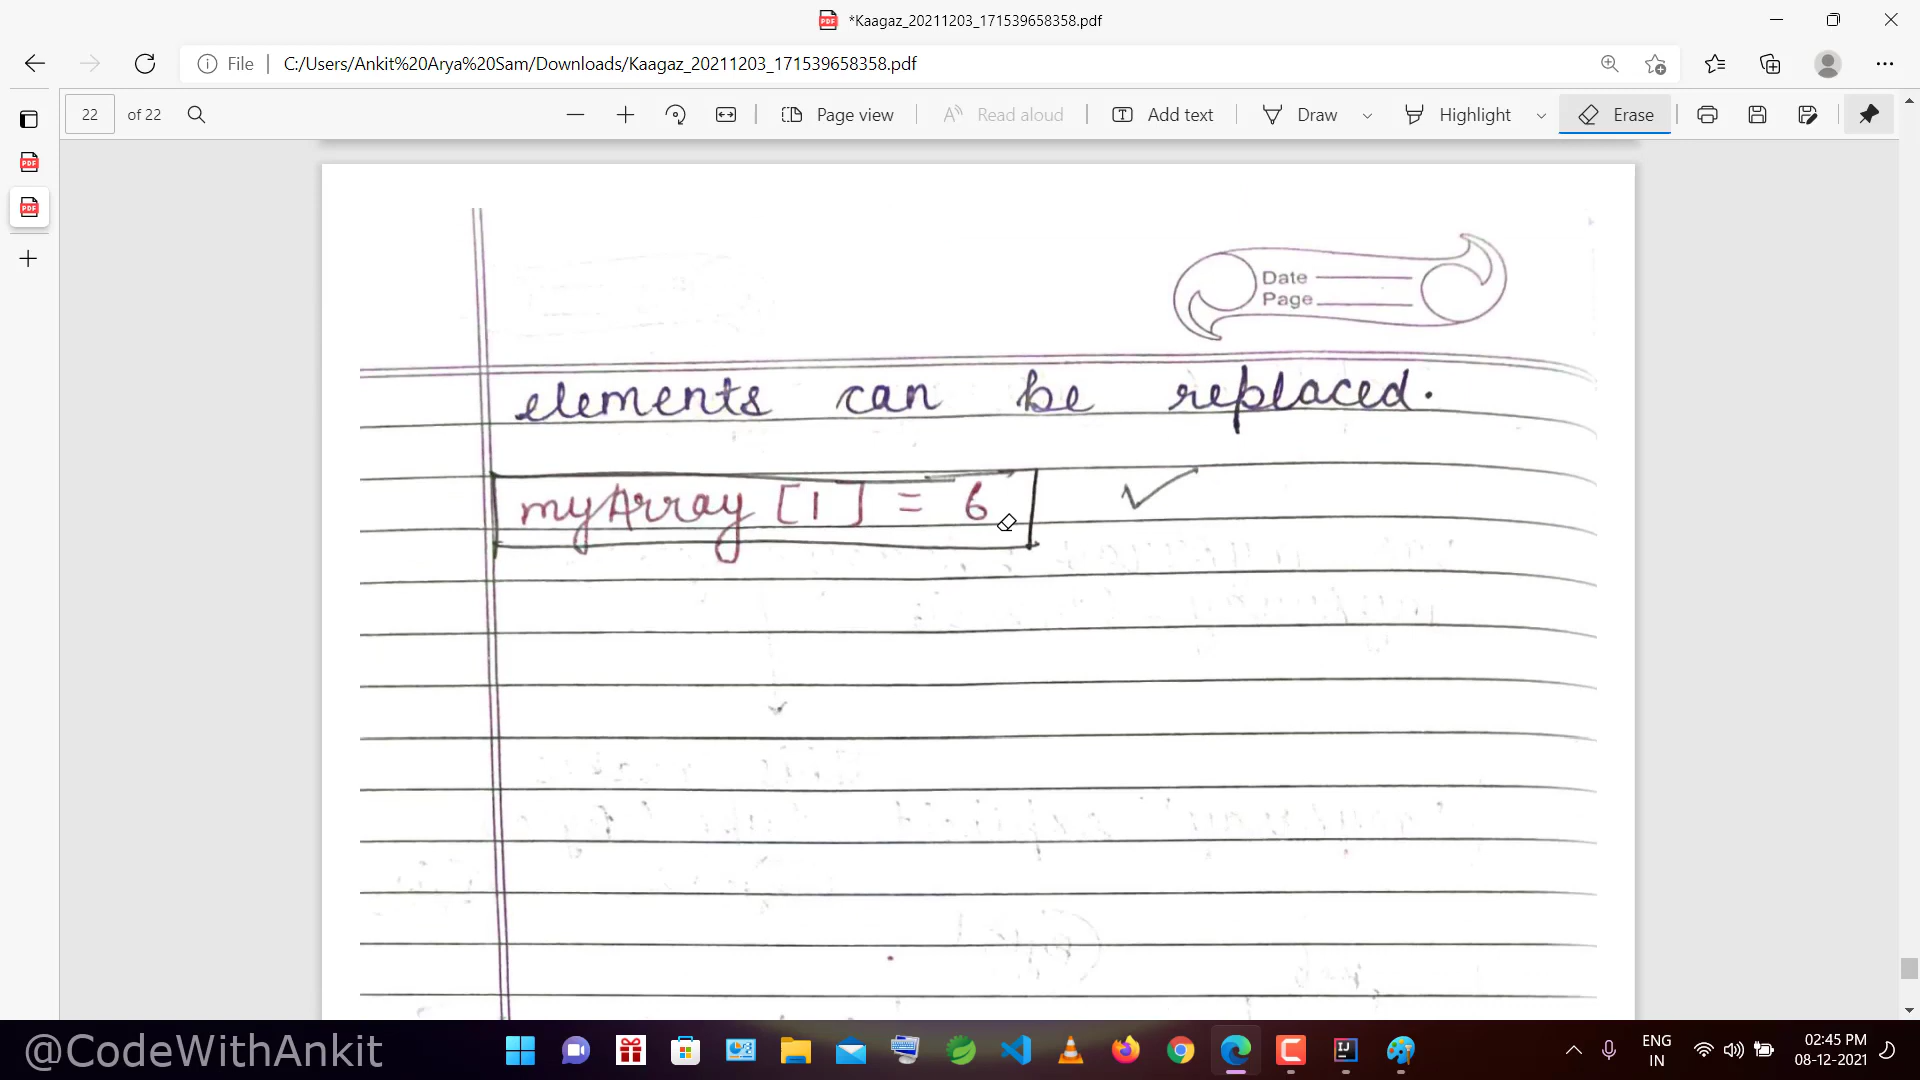 *Kaagaz_20211203_171539658358.pdf
File
C:/Users/Ankit%20Arya%20Sam/Downloads/Kaagaz_20211203_171539658358.pdf
22 of 22
Page view
Read aloud
Add text
Draw
Highlight
Erase
Date
Page
elements can be replaced.
myArray [1] = 6
@CodeWithAnkit
ENG
IN
02:45 PM
08-12-2021